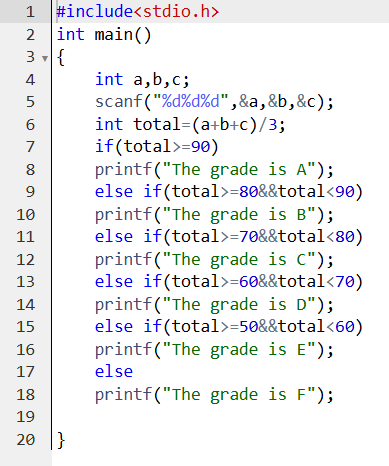 1 #include<stdio.h>
2 int main()
3 {
4 int a,b,c;
5 scanf("%d%d%d",&a,&b,&c);
6 int total=(a+b+c)/3;
7 if(total>=90)
8 printf("The grade is A");
9 else if(total>=80&&total<90)
10 printf("The grade is B");
11 else if(total>=70&&total<80)
12 printf("The grade is C");
13 else if(total>=60&&total<70)
14 printf("The grade is D");
15 else if(total>=50&&total<60)
16 printf("The grade is E");
17 else
18 printf("The grade is F");
19
20 }